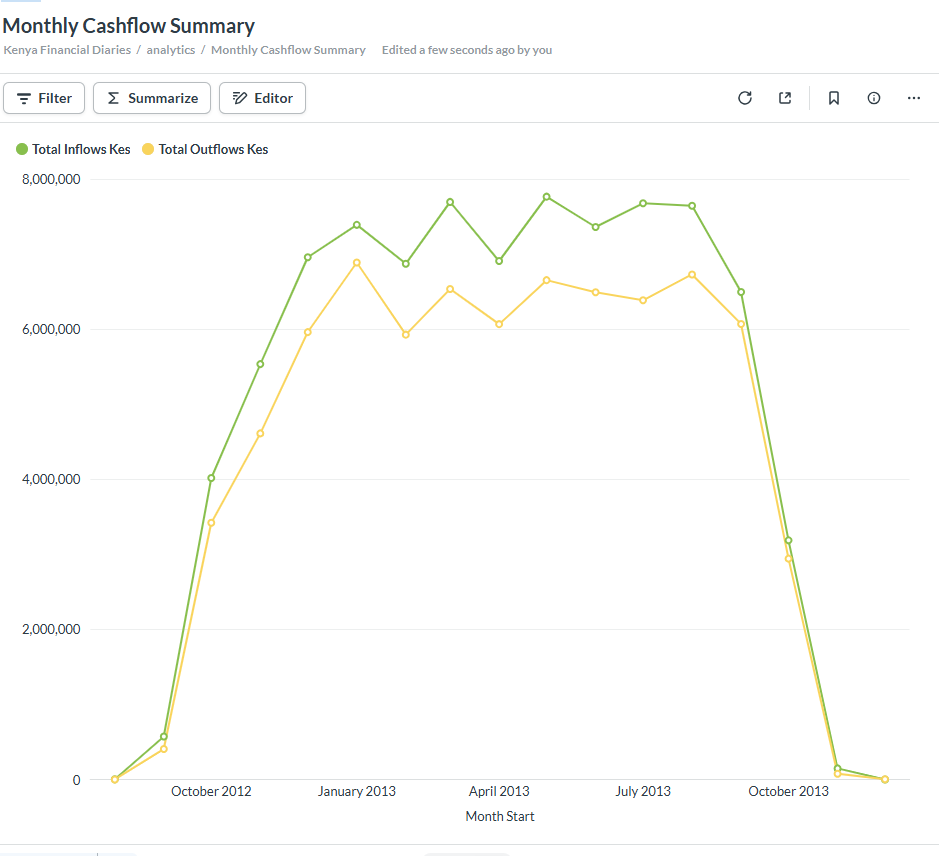 Monthly Cashflow Summary
Kenya Financial Diaries / analytics / Monthly Cashflow Summary Edited a few seconds ago by you
Filter Summarize Editor
Total Inflows Kes Total Outflows Kes
8,000,000
6,000,000
4,000,000
2,000,000
0
October 2012 January 2013 April 2013 July 2013 October 2013
Month Start